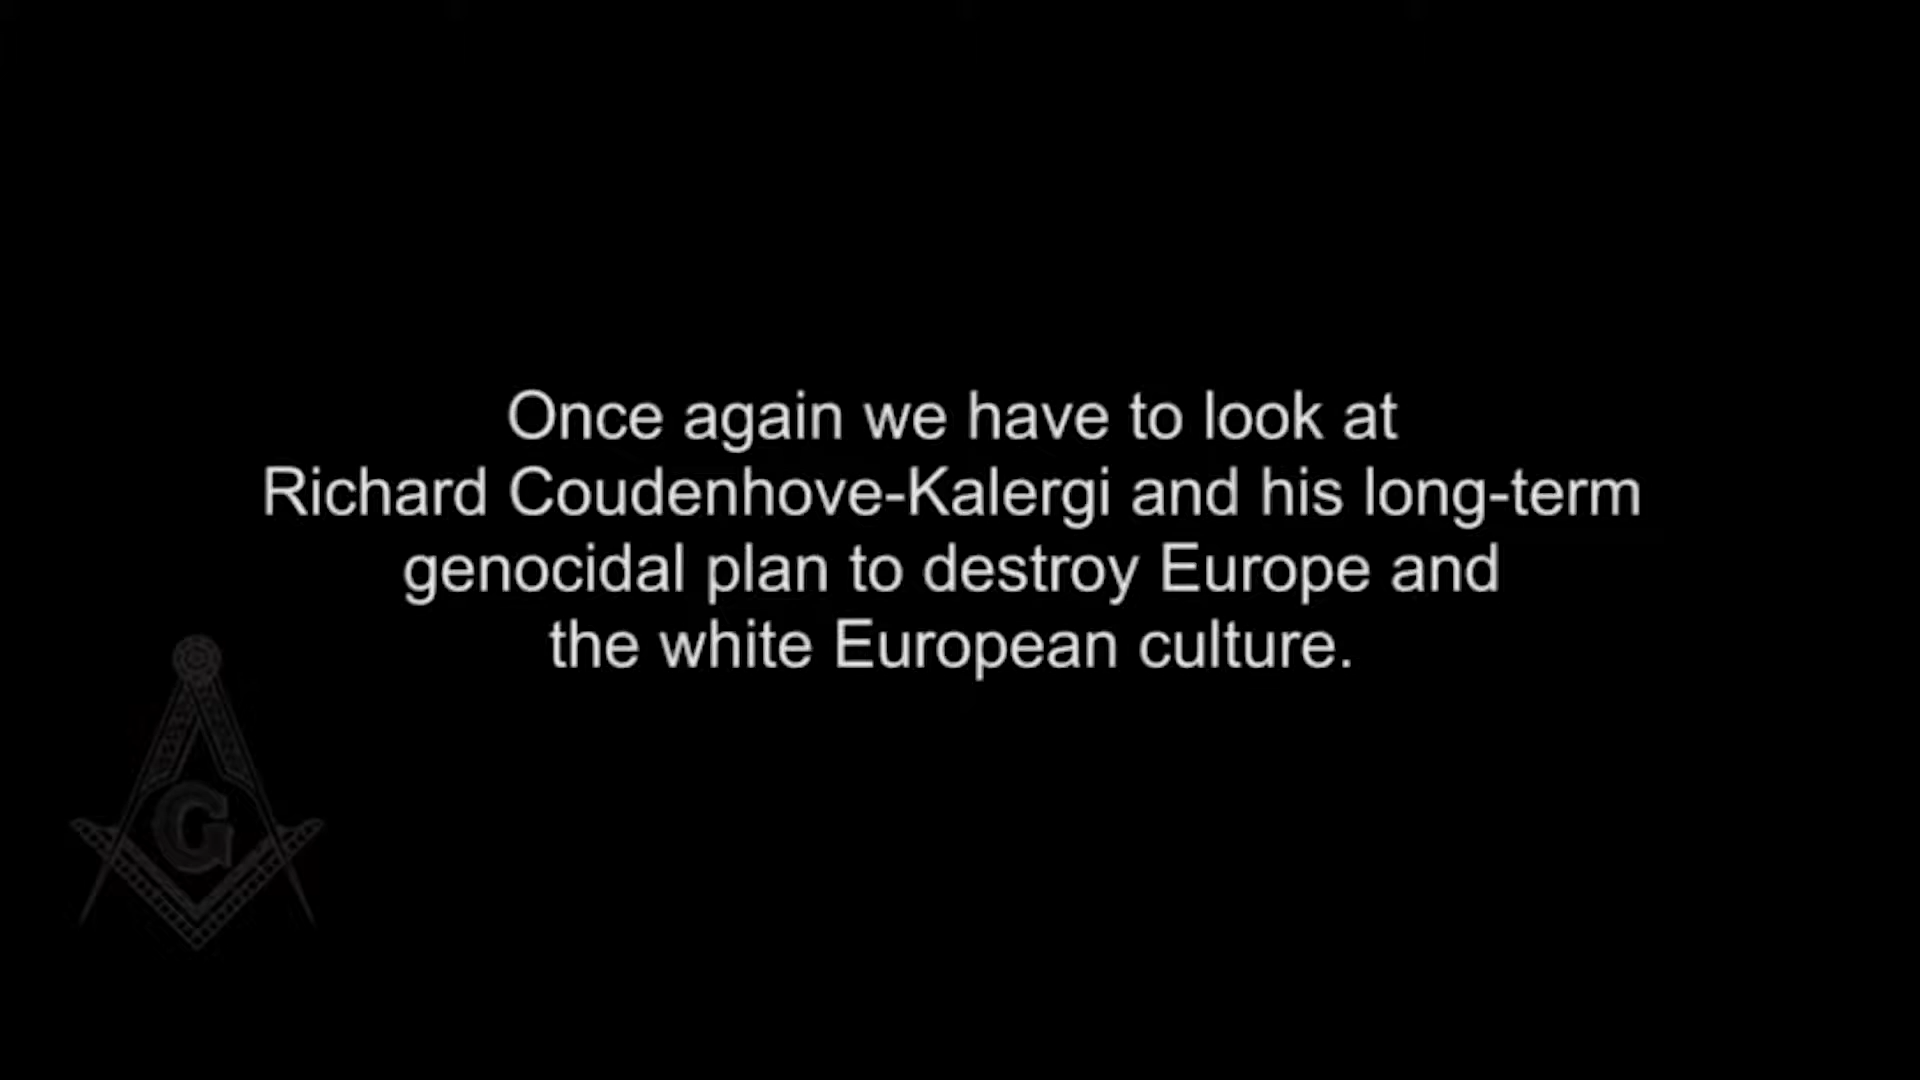 Once again we have to look at
Richard Coudenhove-Kalergi and his long-term
genocidal plan to destroy Europe and
the white European culture.
G